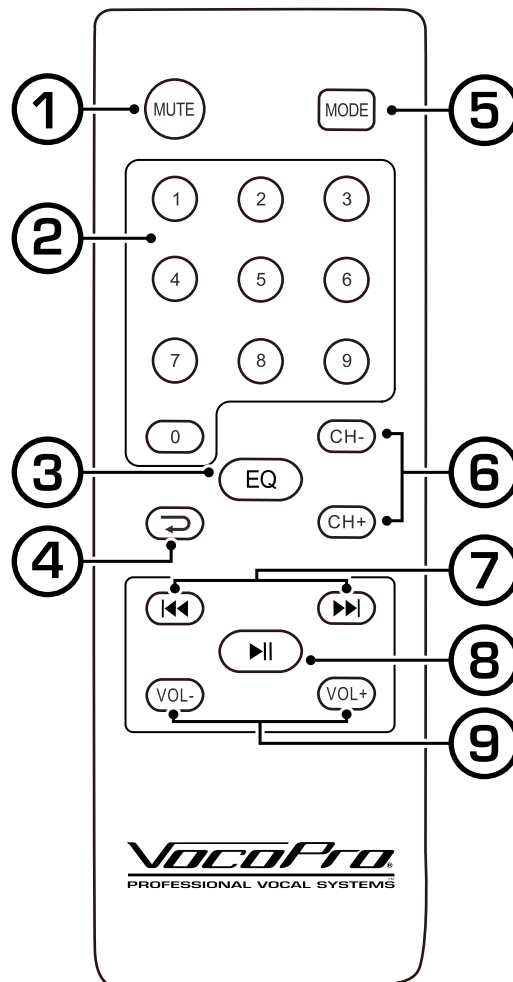 1 MUTE MODE 5
2 1 2 3
4 5 6
7 8 9
0 CH-
3 EQ 6
4 CH+
7
8
VOL- VOL+
9
VocoPro®
PROFESSIONAL VOCAL SYSTEMS